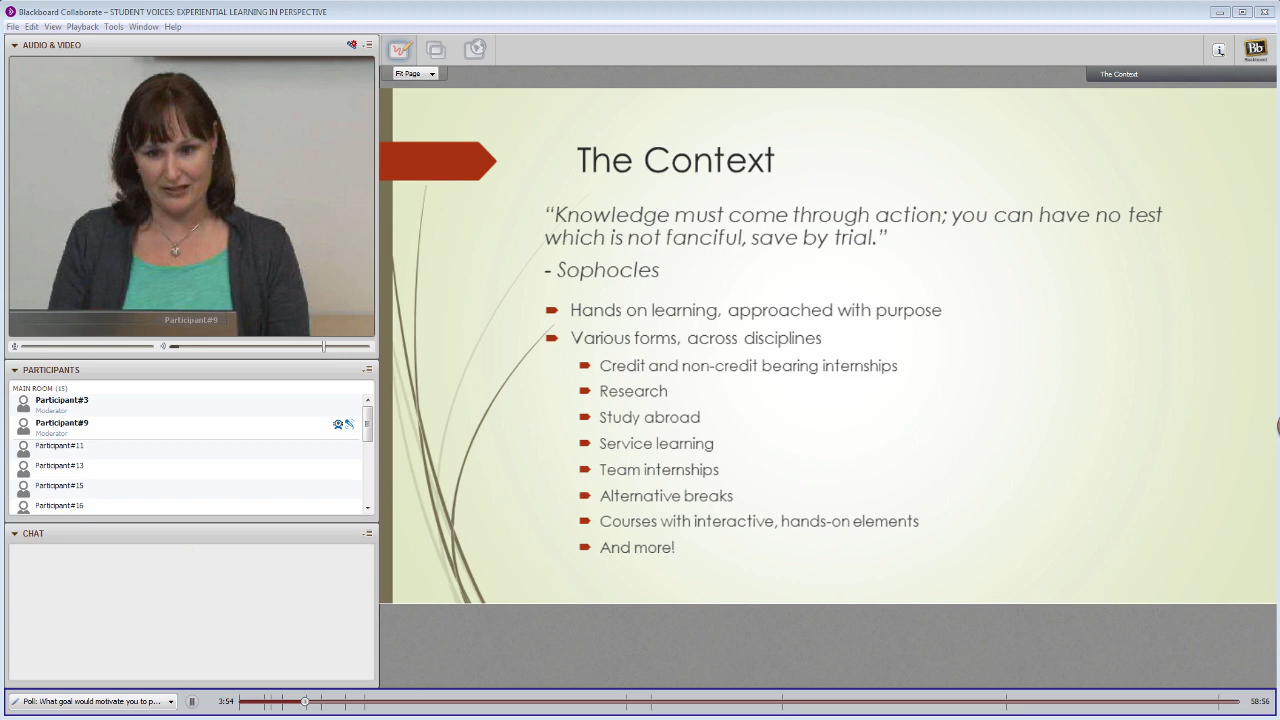 Blackboard Collaborate – STUDENT VOICES: EXPERIENTIAL LEARNING IN PERSPECTIVE
File Edit View Playback Tools Window Help
AUDIO & VIDEO
Participant#9
PARTICIPANTS
MAIN ROOM (15)
Participant#3
Moderator
Participant#9
Moderator
Participant#11
Participant#13
Participant#15
Participant#16
CHAT
Fit Page
The Context
Bb
Blackboard
The Context
“Knowledge must come through action; you can have no test
which is not fanciful, save by trial.”
- Sophocles
Hands on learning, approached with purpose
Various forms, across disciplines
Credit and non-credit bearing internships
Research
Study abroad
Service learning
Team internships
Alternative breaks
Courses with interactive, hands-on elements
And more!
Poll: What goal would motivate you to p...
3:54
58:56